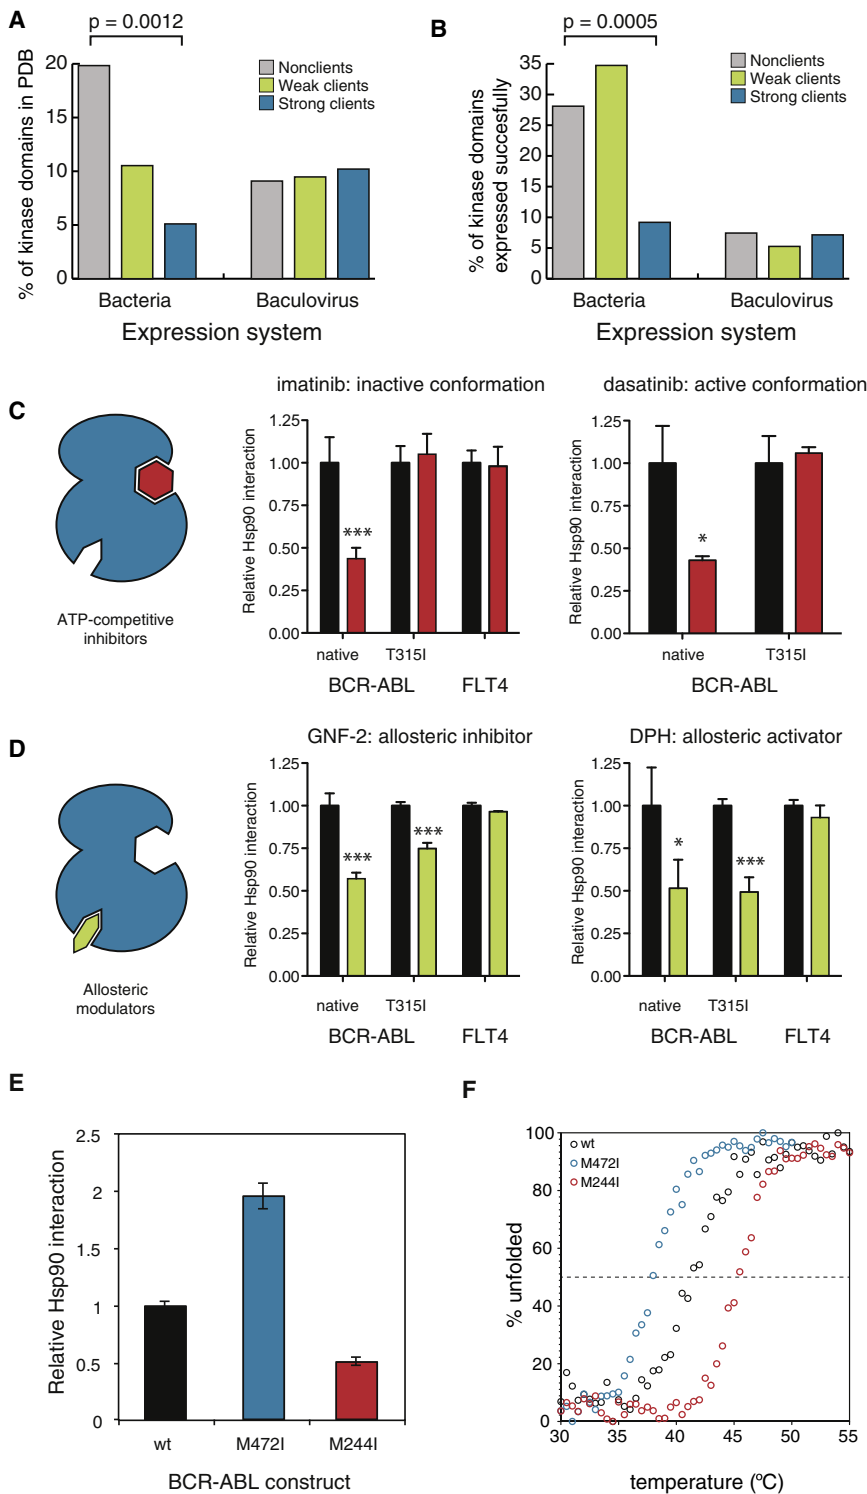 A
p = 0.0012
% of kinase domains in PDB
20
15
10
5
0
Nonclients
Weak clients
Strong clients
Bacteria
Baculovirus
Expression system
B
p = 0.0005
% of kinase domains
expressed succesfully
35
30
25
35
15
10
5
0
Nonclients
Weak clients
Strong clients
Bacteria
Baculovirus
Expression system
C
ATP-competitive
inhibitors
imatinib: inactive conformation
Relative Hsp90 interaction
1.25
1.00
0.75
0.50
0.25
0.00
***
native
T315I
BCR-ABL
FLT4
dasatinib: active conformation
Relative Hsp90 interaction
1.25
1.00
0.75
0.50
0.25
0.00
*
native
T315I
BCR-ABL
D
Allosteric
modulators
GNF-2: allosteric inhibitor
Relative Hsp90 interaction
1.25
1.00
0.75
0.50
0.25
0.00
***
***
native
T315I
BCR-ABL
FLT4
DPH: allosteric activator
Relative Hsp90 interaction
1.25
1.00
0.75
0.50
0.25
0.00
*
***
native
T315I
BCR-ABL
FLT4
E
Relative Hsp90 interaction
2.5
2
1
0.5
0
wt
M472I
M244I
BCR-ABL construct
F
% unfolded
100
80
60
40
20
0
wt
M472I
M244I
30
35
40
45
50
55
temperature (ºC)